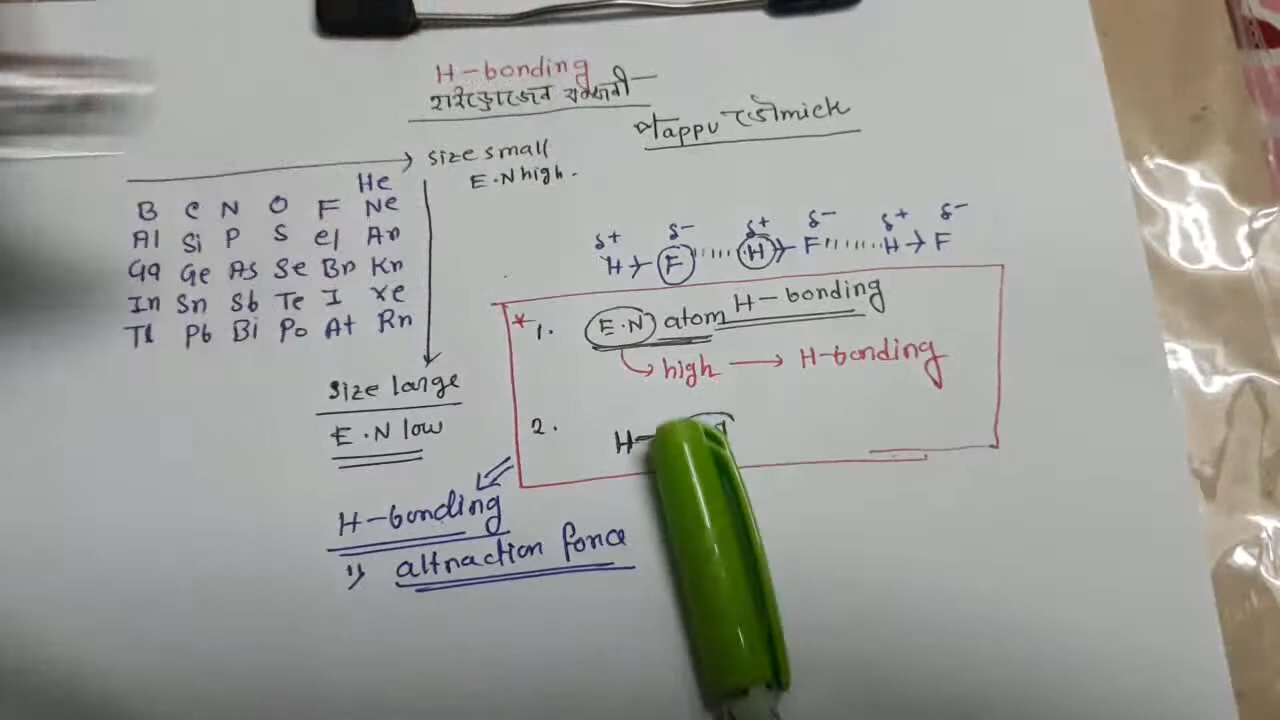 H-bonding
size small
E.N high.
He
B C N O F Ne
Al Si P S Cl Ar
Ga Ge As Se Br Kr
In Sn Sb Te I Xe
Tl Pb Bi Po At Rn
Size large
E.N low
δ+ δ- δ+ δ- δ+ δ-
H → F ...... H → F ...... H → F
* 1. E.N atom H-bonding
high → H-bonding
2. H-
H-bonding
1) attraction force